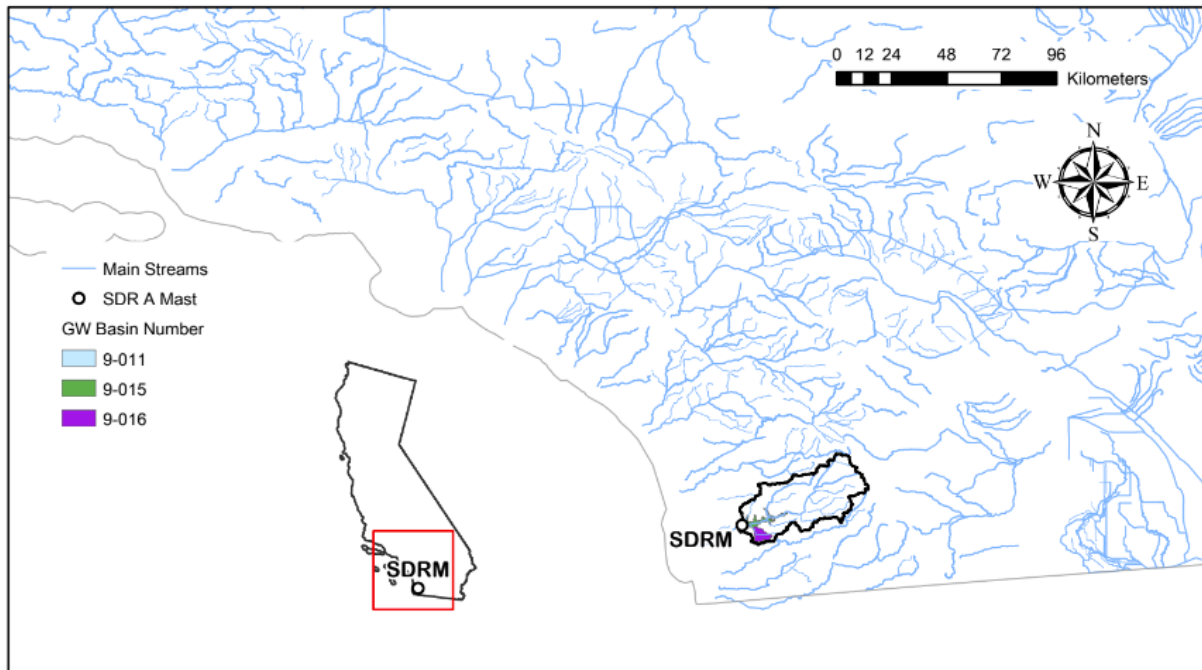 0 12 24 48 72 96
Kilometers
N
W E
S
Main Streams
SDR A Mast
GW Basin Number
9-011
9-015
9-016
SDRM
SDRM